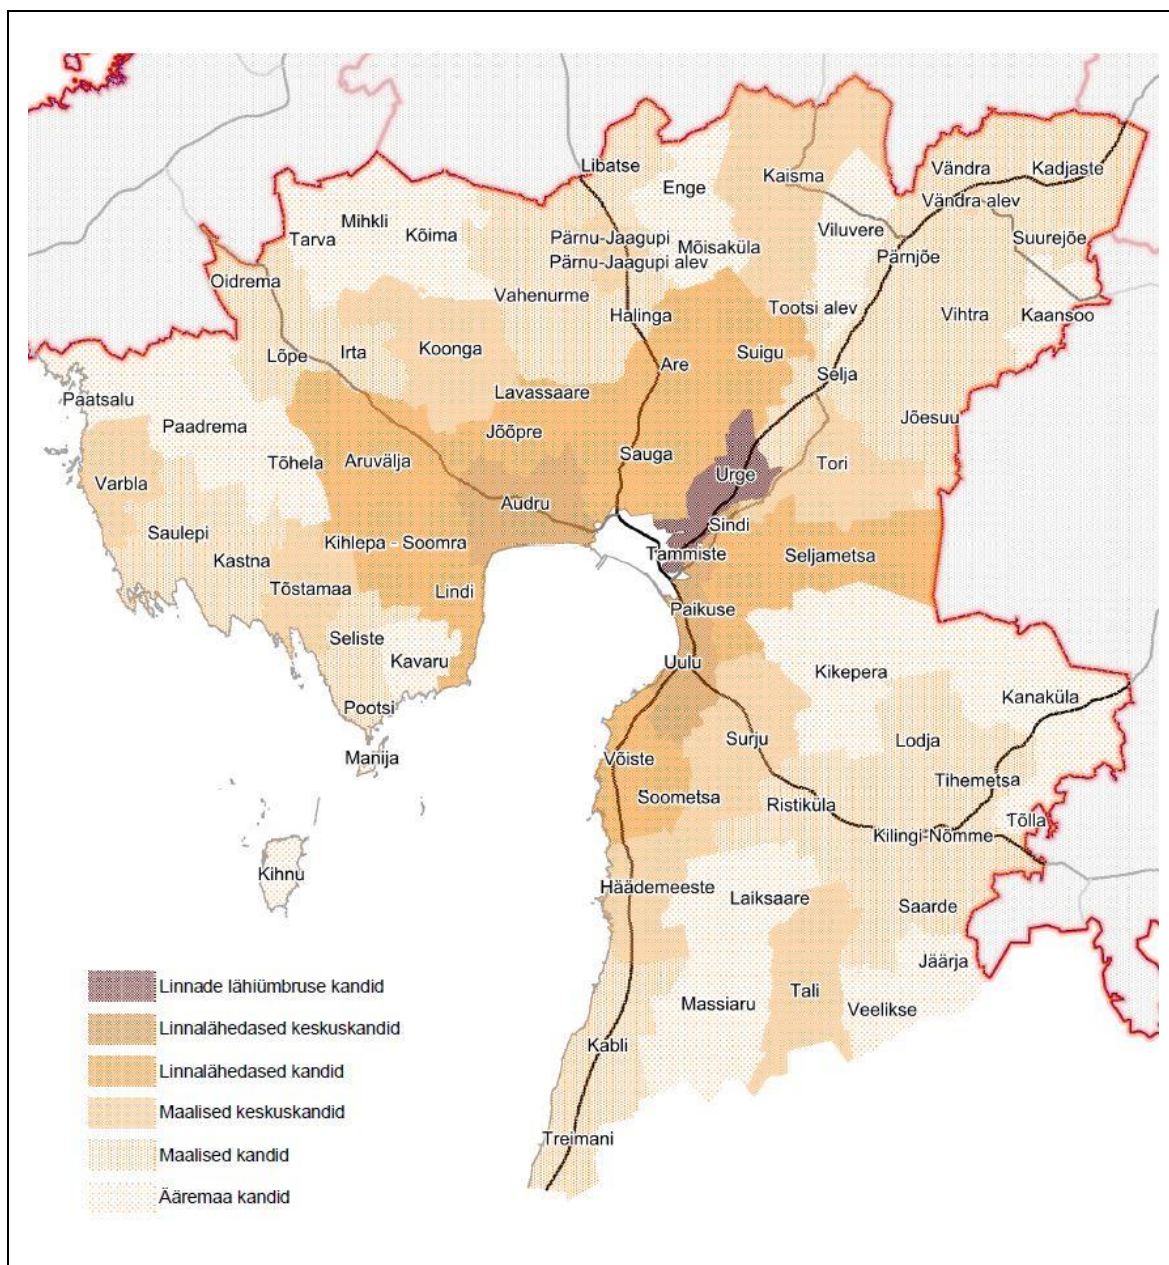 Libatse
Enge
Kaisma
Vändra
Kadjaste
Vändra alev
Mihkli
Tarva
Kõima
Pärnu-Jaagupi
Mõisaküla
Viluvere
Suurejõe
Pärnu-Jaagupi alev
Pärnjõe
Oidrema
Vahenurme
Halinga
Tootsi alev
Vihtra
Kaansoo
Lõpe
Irta
Koonga
Are
Suigu
Selja
Paatsalu
Lavassaare
Paadrema
Jõõpre
Jõesuu
Tõhela
Aruvälja
Sauga
Tori
Varbla
Urge
Audru
Saulepi
Sindi
Kihlepa - Soomra
Tammiste
Seljametsa
Kastna
Tõstamaa
Lindi
Paikuse
Seliste
Kavaru
Uulu
Kikepera
Kanaküla
Pootsi
Surju
Lodja
Manija
Võiste
Tihemetsa
Soometsa
Ristiküla
Tõlla
Kilingi-Nõmme
Kihnu
Häädemeeste
Laiksaare
Saarde
Jäärja
Massiaru
Tali
Veelikse
Kabli
Treimani
Linnade lähiümbruse kandid
Linnalähedased keskuskandid
Linnalähedased kandid
Maalised keskuskandid
Maalised kandid
Ääremaa kandid